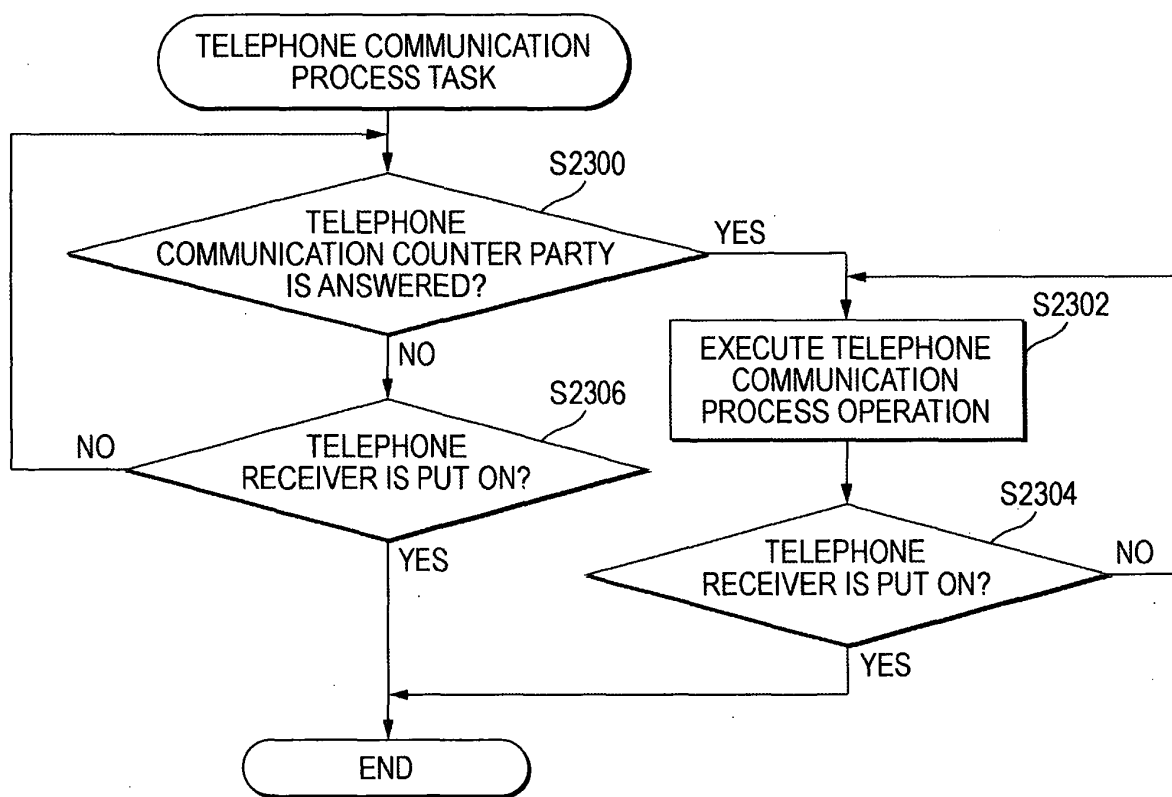 TELEPHONE COMMUNICATION
PROCESS TASK
S2300
TELEPHONE
COMMUNICATION COUNTER PARTY
IS ANSWERED?
YES
S2302
EXECUTE TELEPHONE
COMMUNICATION
PROCESS OPERATION
NO
S2306
TELEPHONE
RECEIVER IS PUT ON?
NO
YES
S2304
TELEPHONE
RECEIVER IS PUT ON?
NO
YES
END